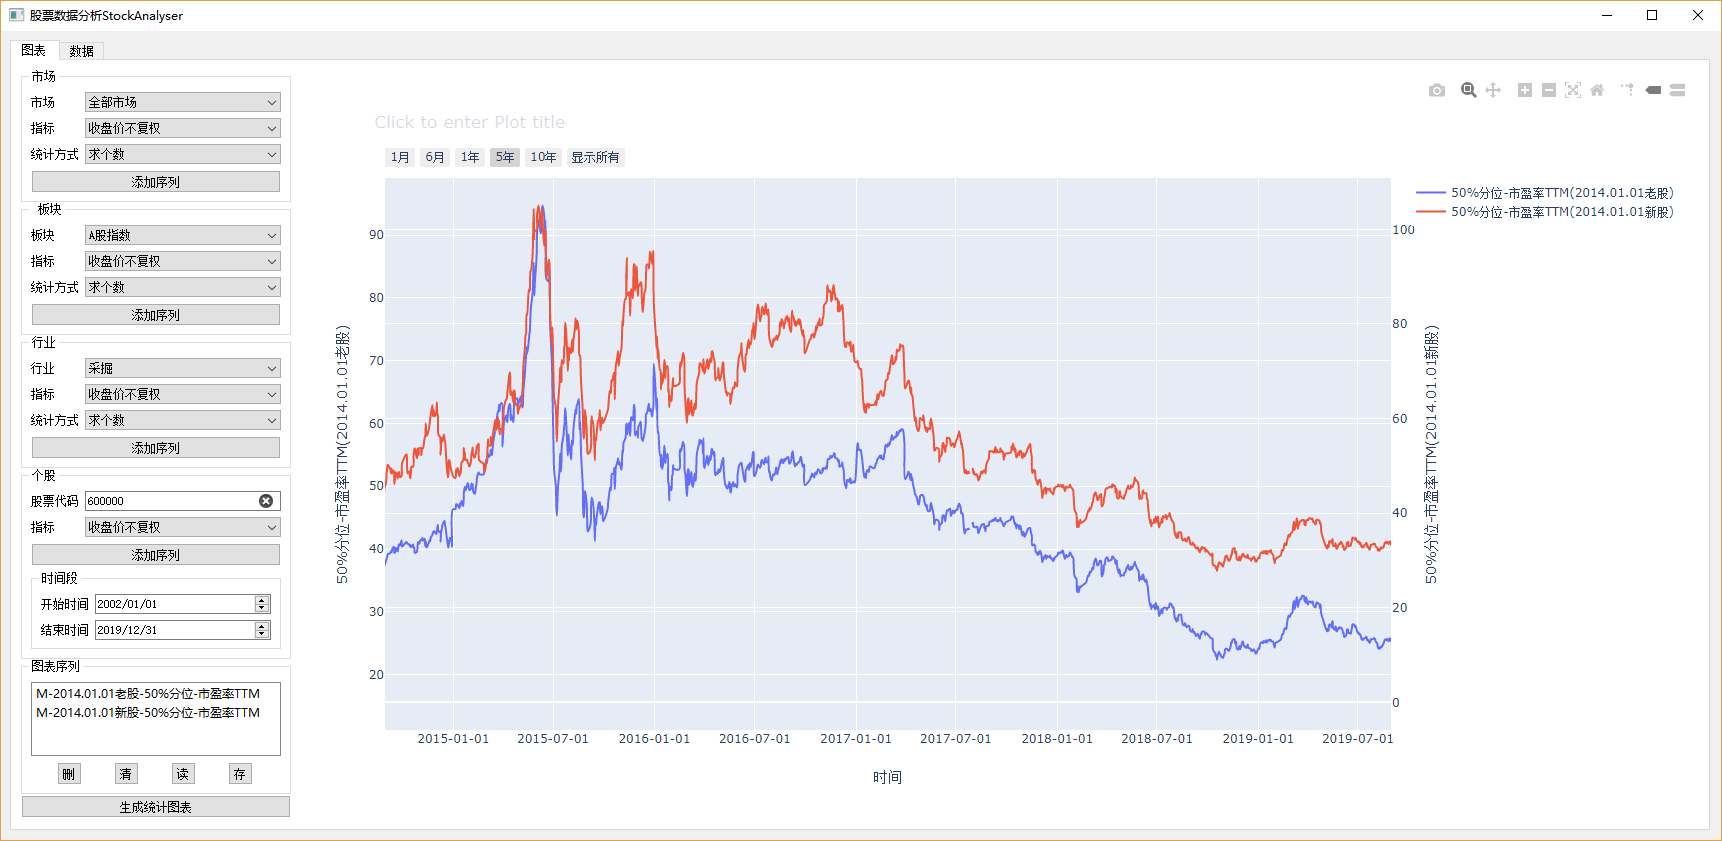 股票数据分析StockAnalyser
图表 数据
市场
市场 全部市场
指标 收盘价不复权
统计方式 求个数
添加序列
板块
板块 A股指数
指标 收盘价不复权
统计方式 求个数
添加序列
行业
行业 采掘
指标 收盘价不复权
统计方式 求个数
添加序列
个股
股票代码 600000
指标 收盘价不复权
添加序列
时间段
开始时间 2002/01/01
结束时间 2019/12/31
图表序列
M-2014.01.01老股-50%分位-市盈率TTM
M-2014.01.01新股-50%分位-市盈率TTM
删 清 读 存
生成统计图表
Click to enter Plot title
1月 6月 1年 5年 10年 显示所有
50%分位-市盈率TTM(2014.01.01老股)
50%分位-市盈率TTM(2014.01.01新股)
50%分位-市盈率TTM(2014.01.01老股)
90
80
70
60
50
40
30
20
100
80
60
40
20
0
50%分位-市盈率TTM(2014.01.01新股)
2015-01-01 2015-07-01 2016-01-01 2016-07-01 2017-01-01 2017-07-01 2018-01-01 2018-07-01 2019-01-01 2019-07-01
时间